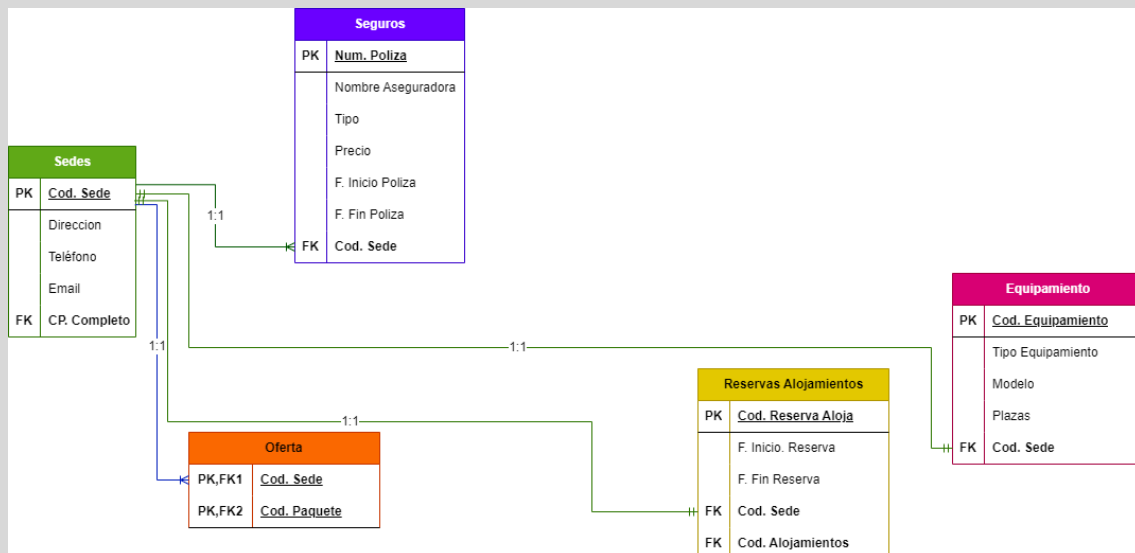 Seguros
PK Num. Poliza
Nombre Aseguradora
Tipo
Precio
F. Inicio Poliza
F. Fin Poliza
FK Cod. Sede
Sedes
PK Cod. Sede
Direccion
Teléfono
Email
FK CP. Completo
1:1
1:1
1:1
1:1
Equipamiento
PK Cod. Equipamiento
Tipo Equipamiento
Modelo
Plazas
FK Cod. Sede
Reservas Alojamientos
PK Cod. Reserva Aloja
F. Inicio. Reserva
F. Fin Reserva
FK Cod. Sede
FK Cod. Alojamientos
Oferta
PK,FK1 Cod. Sede
PK,FK2 Cod. Paquete